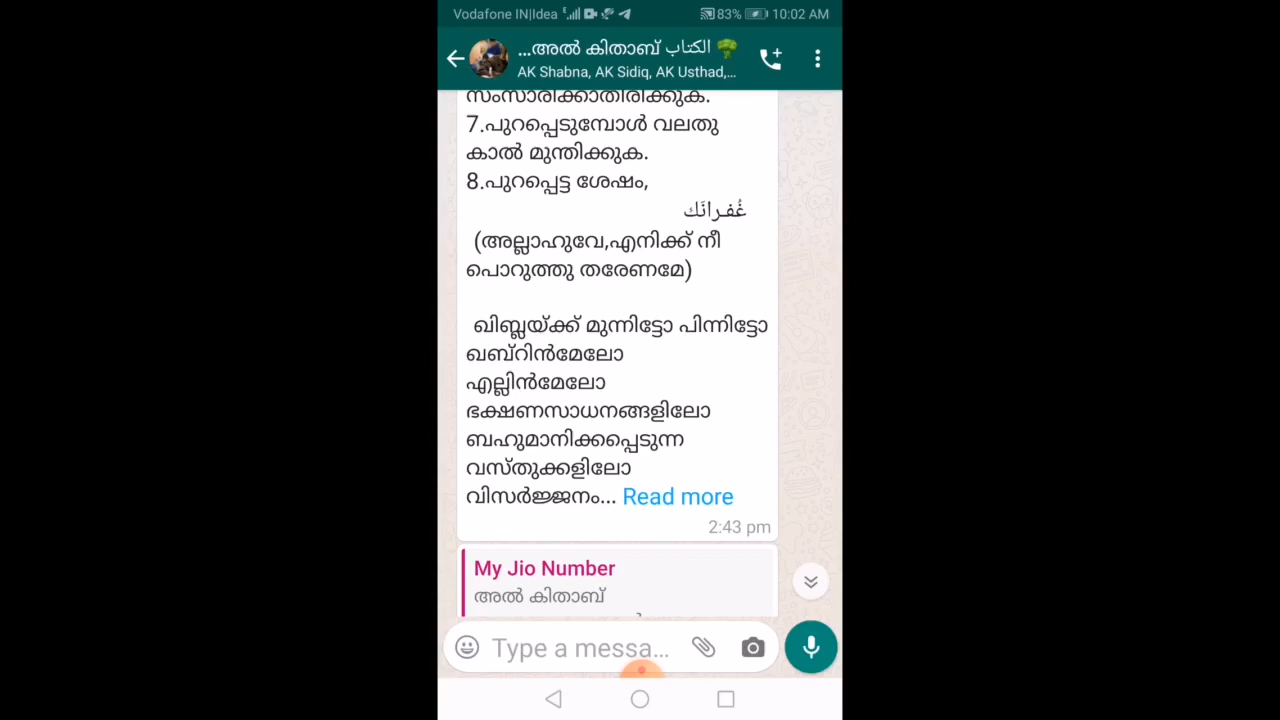 Vodafone IN|Idea 83% 10:02 AM
...അൽ കിതാബ് الكتاب
AK Shabna, AK Sidiq, AK Usthad,...
സംസാരിക്കാതിരിക്കുക.
7.പുറപ്പെടുമ്പോൾ വലതു
കാൽ മുന്തിക്കുക.
8.പുറപ്പെട്ട ശേഷം,
غُفـرانَك
(അല്ലാഹുവേ,എനിക്ക് നീ
പൊറുത്തു തരേണമേ)
ഖിബ്ലയ്ക്ക് മുന്നിട്ടോ പിന്നിട്ടോ
ഖബ്റിൻമേലോ
എല്ലിൻമേലോ
ഭക്ഷണസാധനങ്ങളിലോ
ബഹുമാനിക്കപ്പെടുന്ന
വസ്തുക്കളിലോ
വിസർജ്ജനം... Read more
2:43 pm
My Jio Number
അൽ കിതാബ്
Type a messa...